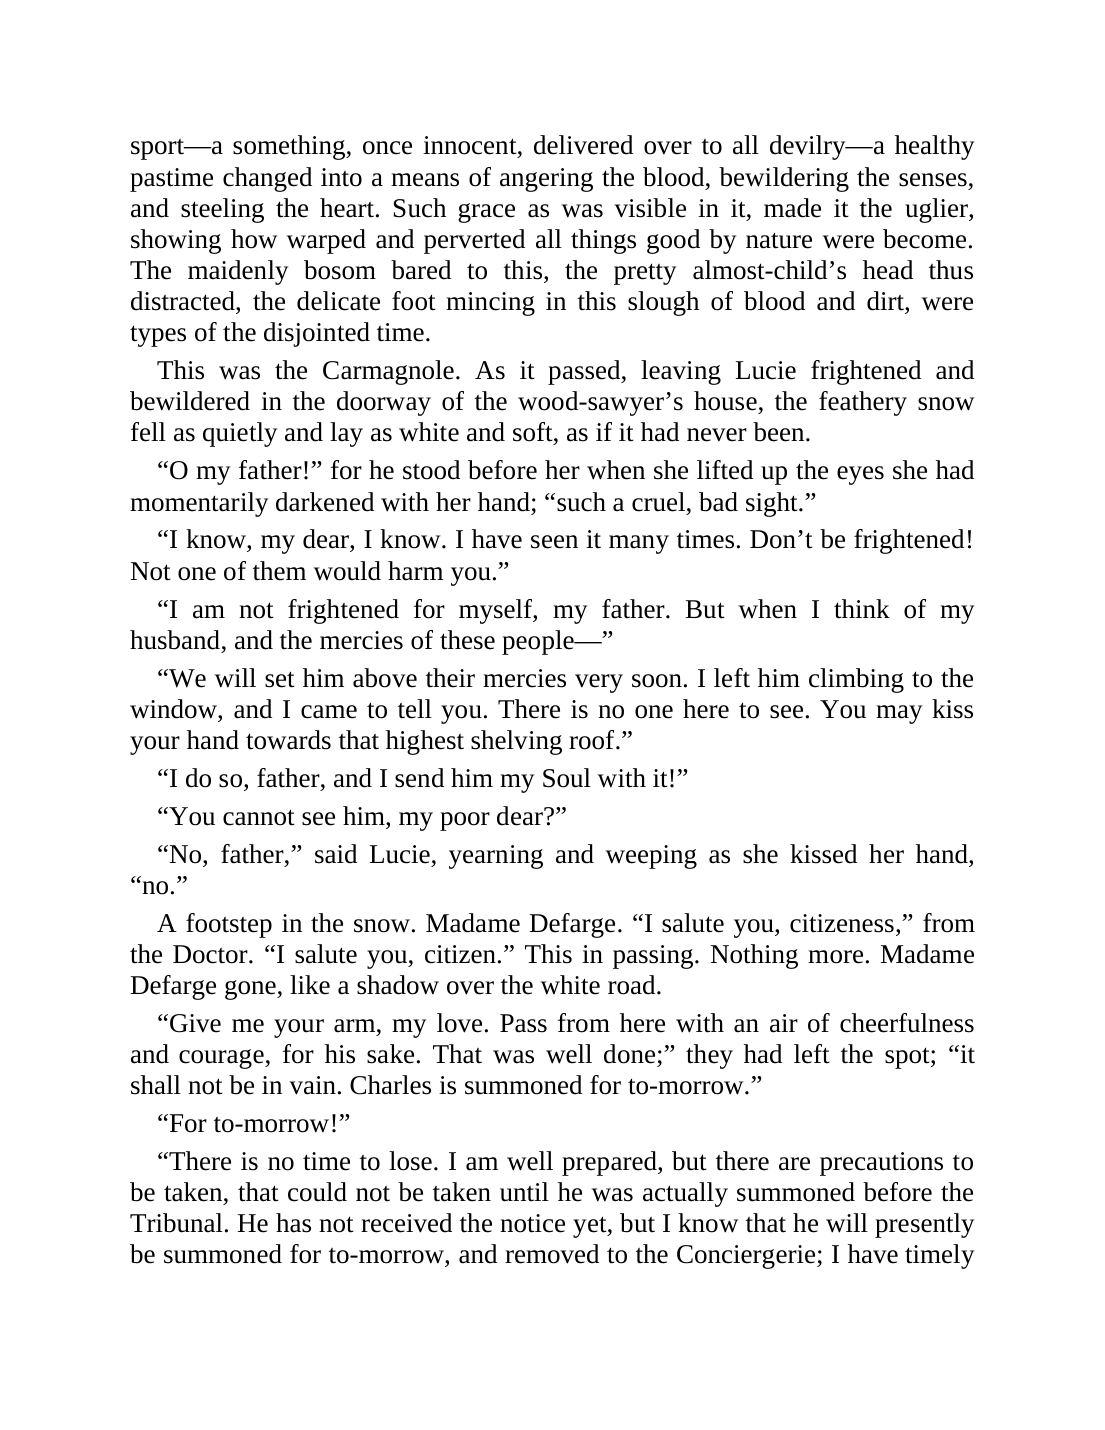 sport—a something, once innocent, delivered over to all devilry—a healthy
pastime changed into a means of angering the blood, bewildering the senses,
and steeling the heart. Such grace as was visible in it, made it the uglier,
showing how warped and perverted all things good by nature were become.
The maidenly bosom bared to this, the pretty almost-child’s head thus
distracted, the delicate foot mincing in this slough of blood and dirt, were
types of the disjointed time.
This was the Carmagnole. As it passed, leaving Lucie frightened and
bewildered in the doorway of the wood-sawyer’s house, the feathery snow
fell as quietly and lay as white and soft, as if it had never been.
“O my father!” for he stood before her when she lifted up the eyes she had
momentarily darkened with her hand; “such a cruel, bad sight.”
“I know, my dear, I know. I have seen it many times. Don’t be frightened!
Not one of them would harm you.”
“I am not frightened for myself, my father. But when I think of my
husband, and the mercies of these people—”
“We will set him above their mercies very soon. I left him climbing to the
window, and I came to tell you. There is no one here to see. You may kiss
your hand towards that highest shelving roof.”
“I do so, father, and I send him my Soul with it!”
“You cannot see him, my poor dear?”
“No, father,” said Lucie, yearning and weeping as she kissed her hand,
“no.”
A footstep in the snow. Madame Defarge. “I salute you, citizeness,” from
the Doctor. “I salute you, citizen.” This in passing. Nothing more. Madame
Defarge gone, like a shadow over the white road.
“Give me your arm, my love. Pass from here with an air of cheerfulness
and courage, for his sake. That was well done;” they had left the spot; “it
shall not be in vain. Charles is summoned for to-morrow.”
“For to-morrow!”
“There is no time to lose. I am well prepared, but there are precautions to
be taken, that could not be taken until he was actually summoned before the
Tribunal. He has not received the notice yet, but I know that he will presently
be summoned for to-morrow, and removed to the Conciergerie; I have timely